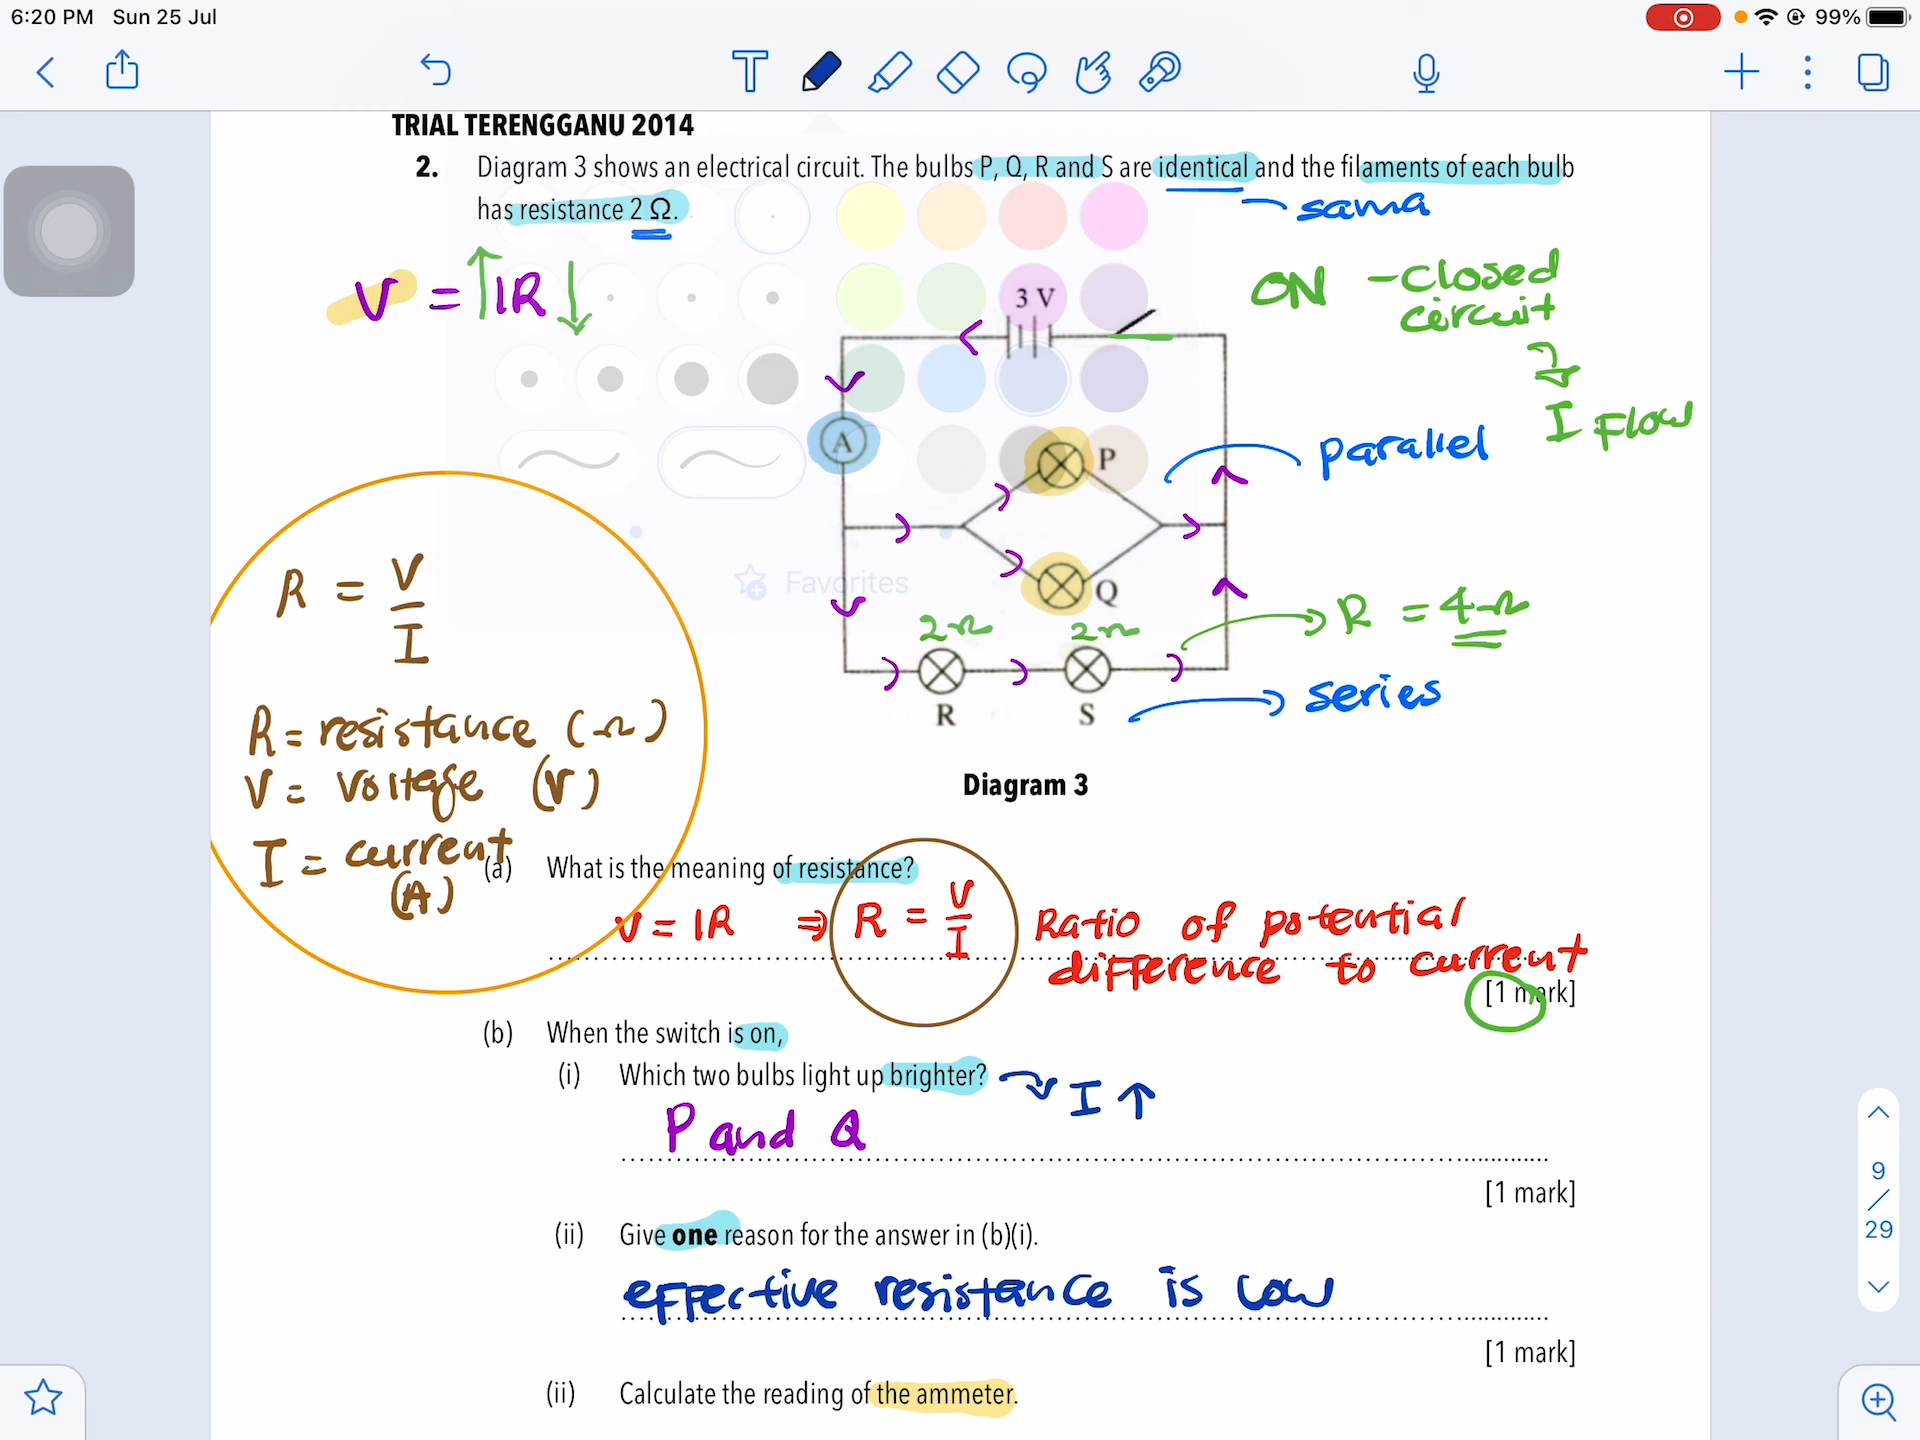 6:20 PM Sun 25 Jul
99%
TRIAL TERENGGANU 2014
2. Diagram 3 shows an electrical circuit. The bulbs P, Q, R and S are identical and the filaments of each bulb
has resistance 2 Ω.
sama
V = ↑IR↓
3 V
ON - closed
circuit
I flow
A
P
parallel
Q
Favorites
R = V
I
2Ω 2Ω
R = 4Ω
R S
series
R = resistance (Ω)
V = voltage (V)
I = current
(A)
Diagram 3
(a) What is the meaning of resistance?
V = IR ⇒ R = V
I
Ratio of potential
difference to current
[1 mark]
(b) When the switch is on,
(i) Which two bulbs light up brighter? I ↑
P and Q
[1 mark]
(ii) Give one reason for the answer in (b)(i).
effective resistance is low
[1 mark]
(ii) Calculate the reading of the ammeter.
9
/
29